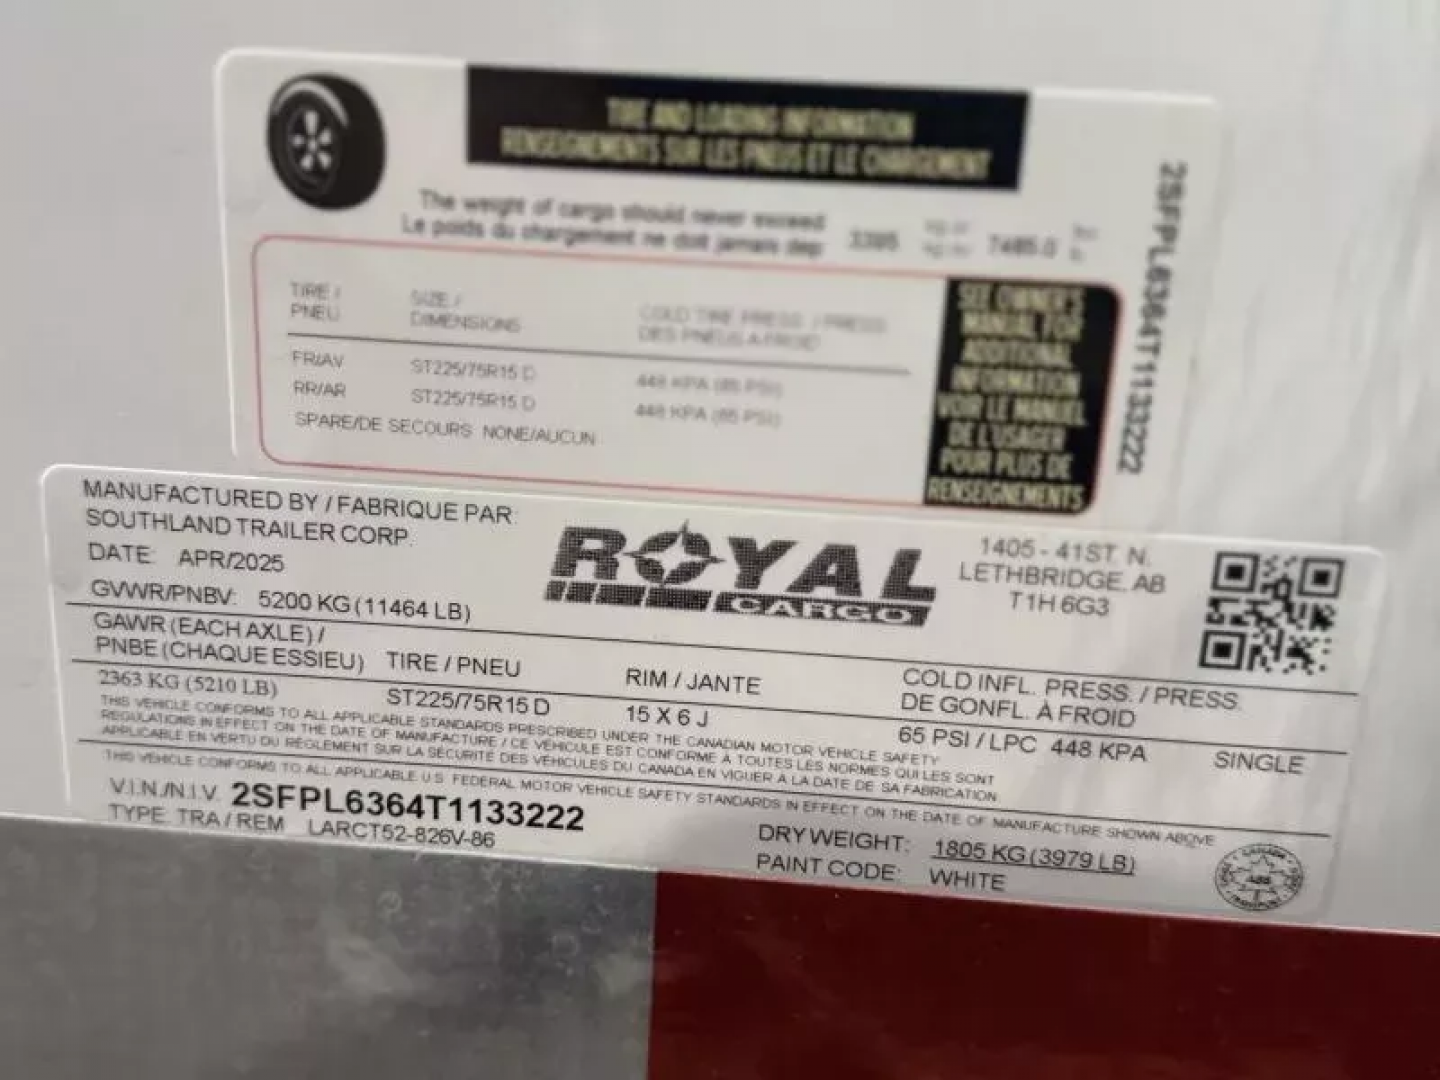 TIRE AND LOADING INFORMATION
RENSEIGNEMENTS SUR LES PNEUS ET LE CHARGEMENT
The weight of cargo should never exceed
Le poids du chargement ne doit jamais dep 3395 7485.0
TIRE / PNEU
SIZE / DIMENSIONS
COLD TIRE PRESS. / PRESS
DES PNEUS A FROID
FR/AV ST225/75R15 D 448 KPA (65 PSI)
RR/AR ST225/75R15 D 448 KPA (65 PSI)
SPARE/DE SECOURS NONE/AUCUN
SEE OWNER'S
MANUAL FOR
ADDITIONAL
INFORMATION
VOIR LE MANUEL
DE L'USAGER
POUR PLUS DE
RENSEIGNEMENTS
2SFPL6364T1133222
MANUFACTURED BY / FABRIQUE PAR:
SOUTHLAND TRAILER CORP.
DATE: APR/2025
GVWR/PNBV: 5200 KG (11464 LB)
ROYAL
CARGO
1405 - 41ST. N.
LETHBRIDGE, AB
T1H 6G3
GAWR (EACH AXLE) /
PNBE (CHAQUE ESSIEU)
TIRE / PNEU
RIM / JANTE
COLD INFL. PRESS. / PRESS.
DE GONFL. À FROID
2363 KG (5210 LB) ST225/75R15 D 15 X 6 J 65 PSI / LPC 448 KPA SINGLE
THIS VEHICLE CONFORMS TO ALL APPLICABLE STANDARDS PRESCRIBED UNDER THE CANADIAN MOTOR VEHICLE SAFETY
REGULATIONS IN EFFECT ON THE DATE OF MANUFACTURE / CE VEHICULE EST CONFORME À TOUTES LES NORMES QUI LES SONT
APPLICABLE EN VERTU DU RÈGLEMENT SUR LA SÉCURITÉ DES VÉHICULES DU CANADA EN VIGUER À LA DATE DE SA FABRICATION
THIS VEHICLE CONFORMS TO ALL APPLICABLE U.S. FEDERAL MOTOR VEHICLE SAFETY STANDARDS IN EFFECT ON THE DATE OF MANUFACTURE SHOWN ABOVE
V.I.N./N.I.V. 2SFPL6364T1133222
TYPE: TRA / REM LARCT52-826V-86
DRY WEIGHT: 1805 KG (3979 LB)
PAINT CODE: WHITE
CANADA
TRANSPORT